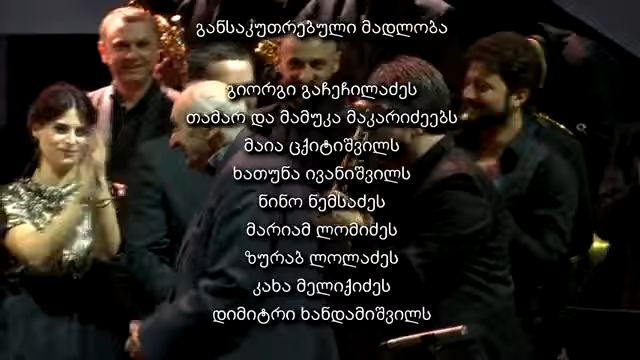 განსაკუთრებული მადლობა
გიორგი გაჩეჩილაძეს
თამარ და მამუკა მაკარიძეებს
მაია ცქიტიშვილს
ხათუნა ივანიშვილს
ნინო ნემსაძეს
მარიამ ლომიძეს
ზურაბ ლოლაძეს
კახა მელიქიძეს
დიმიტრი ხანდამიშვილს